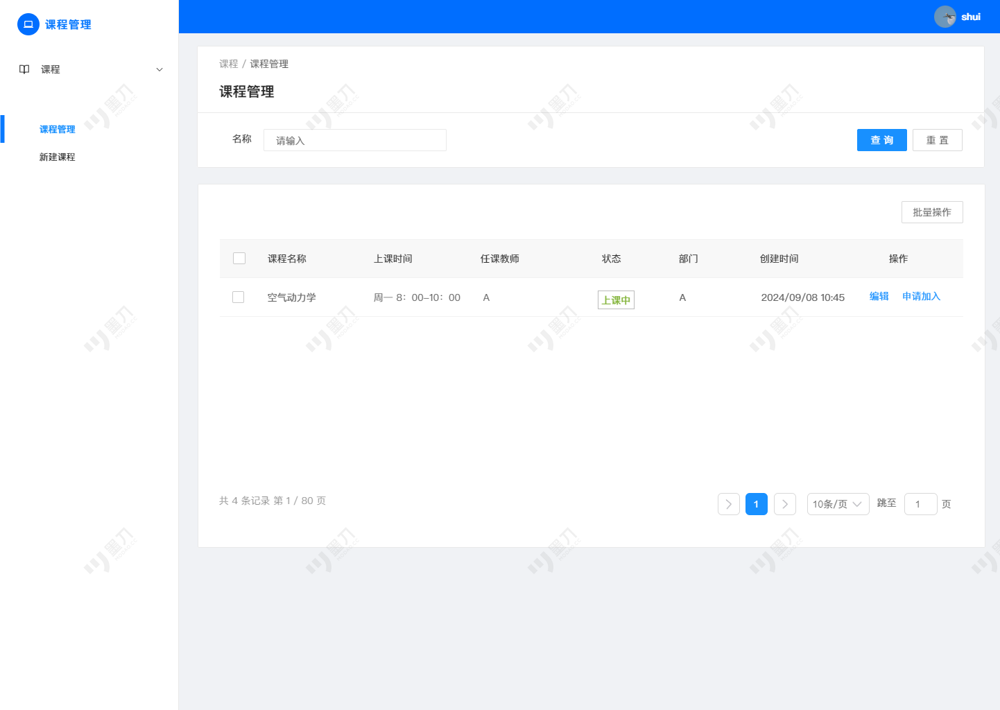 课程管理
shui
课程
课程管理
新建课程
课程 / 课程管理
课程管理
名称 请输入 查 询 重 置
批量操作
课程名称 上课时间 任课教师 状态 部门 创建时间 操作
空气动力学 周一 8：00-10：00 A 上课中 A 2024/09/08 10:45 编辑 申请加入
共 4 条记录 第 1 / 80 页 1 10条/页 跳至 1 页
墨刀
MODAO.CC